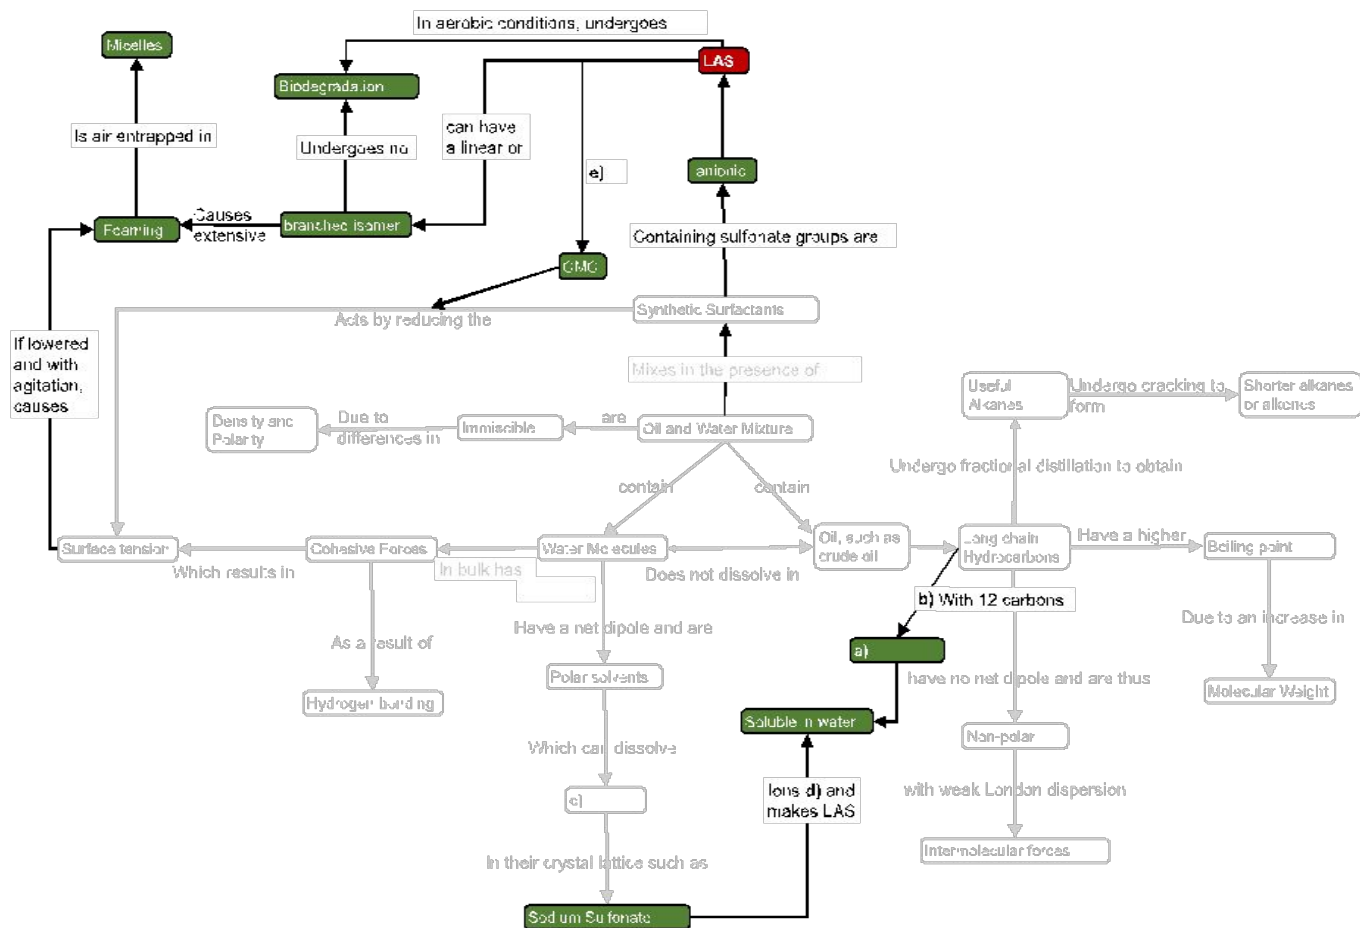 In aerobic conditions, undergoes
Micelles
LAS
Biodegradation
Is air entrapped in
Undergoes no
can have
a linear or
e)
anionic
Foaming
Causes
extensive
branched isomer
Containing sulfonate groups are
CMC
Synthetic Surfactants
Acts by reducing the
If lowered
and with
agitation,
causes
Mixes in the presence of
Useful
Alkanes
Undergo cracking to
form
Shorter alkanes
or alkenes
Density and
Polarity
Due to
differences in
Immiscible
are
Oil and Water Mixture
Undergo fractional distillation to obtain
contain
contain
Surface tension
Cohesive Forces
Water Molecules
Oil, such as
crude oil
Long chain
Hydrocarbons
Have a higher
Boiling point
Which results in
In bulk has
Does not dissolve in
b) With 12 carbons
Have a net dipole and are
Due to an increase in
As a result of
a)
have no net dipole and are thus
Polar solvents
Molecular Weight
Hydrogen bonding
Soluble in water
Non-polar
Which can dissolve
Ions d) and
makes LAS
with weak London dispersion
c)
Intermolecular forces
In their crystal lattice such as
Sodium Sulfonate